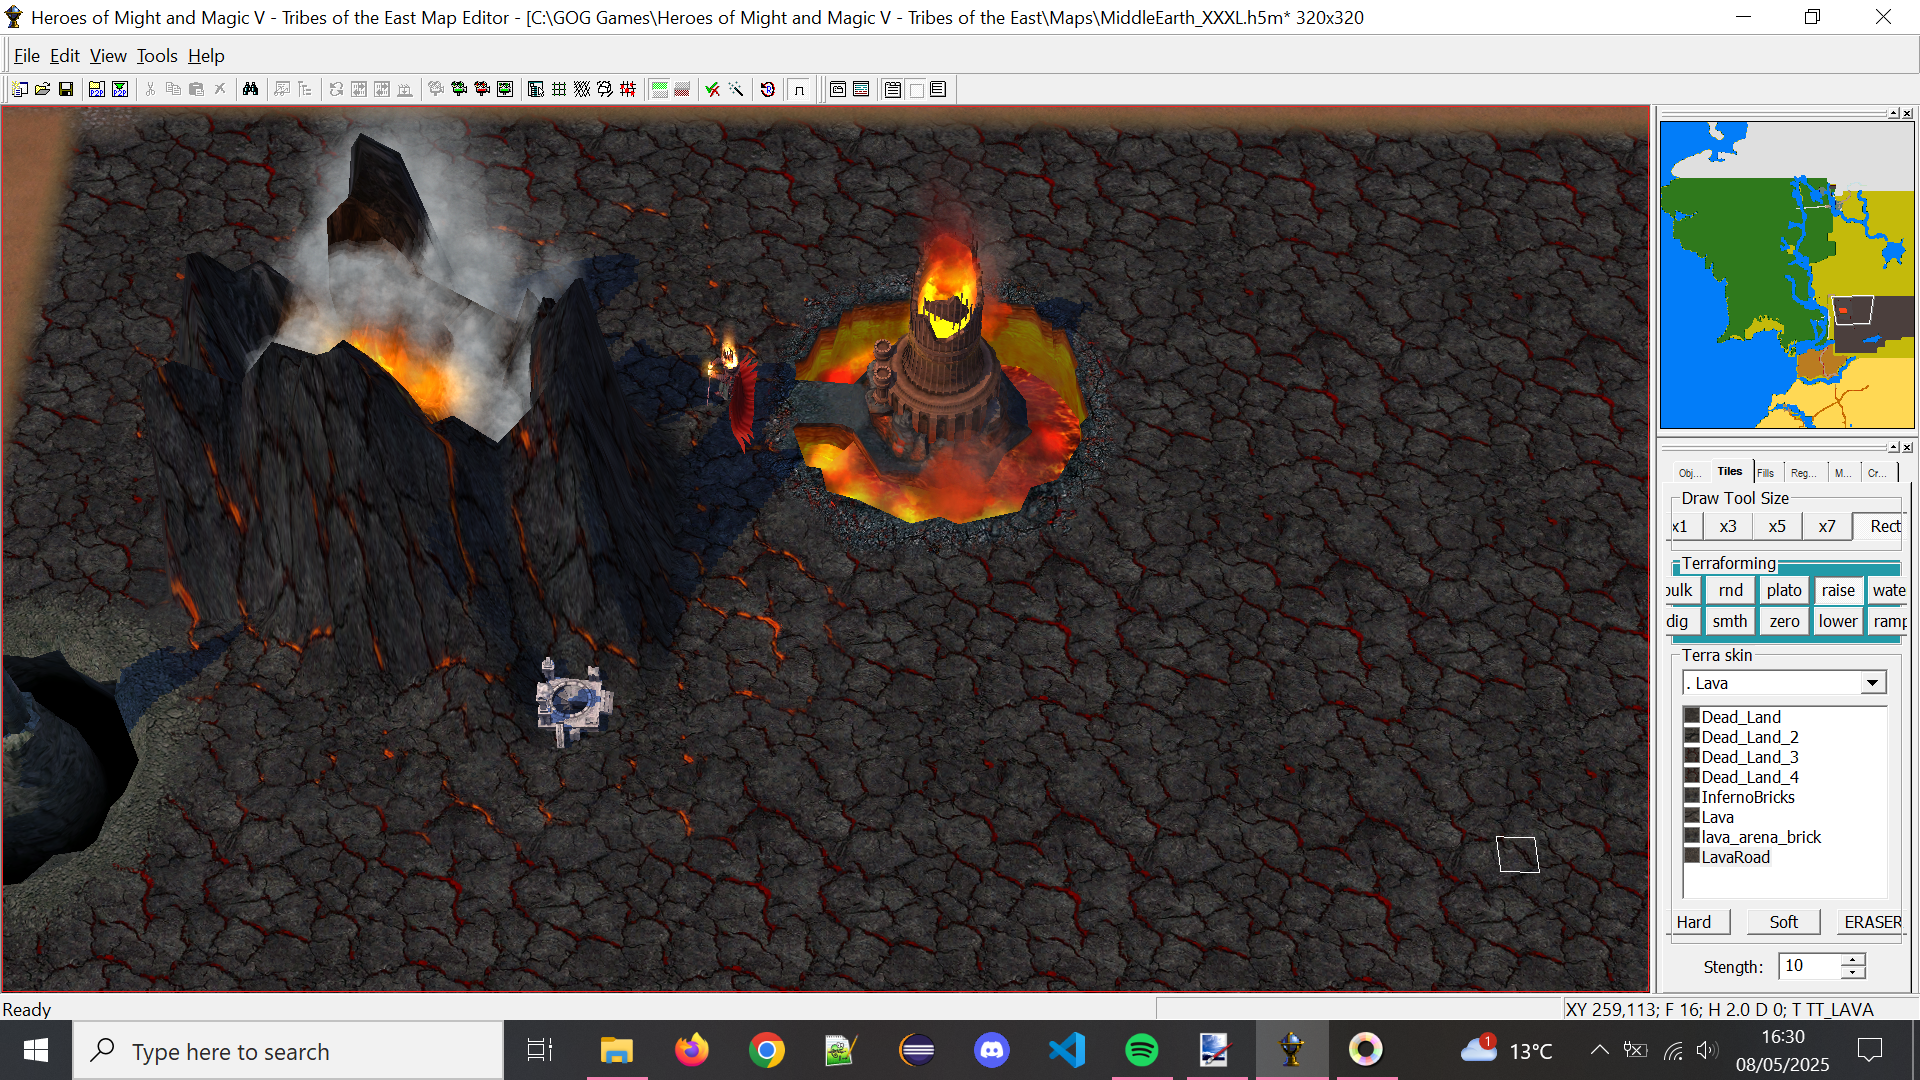 Heroes of Might and Magic V - Tribes of the East Map Editor - [C:\GOG Games\Heroes of Might and Magic V - Tribes of the East\Maps\MiddleEarth_XXXL.h5m* 320x320
File Edit View Tools Help
P2P P2P
Obj... Tiles Fills Reg... M... Cr...
Draw Tool Size
x1 x3 x5 x7 Rect
Terraforming
bulk rnd plato raise wate
dig smth zero lower ramp
Terra skin
. Lava
Dead_Land
Dead_Land_2
Dead_Land_3
Dead_Land_4
InfernoBricks
Lava
lava_arena_brick
LavaRoad
Hard Soft ERASER
Stength: 10
Ready
XY 259,113; F 16; H 2.0 D 0; T TT_LAVA
Type here to search
1
13°C
16:30
08/05/2025